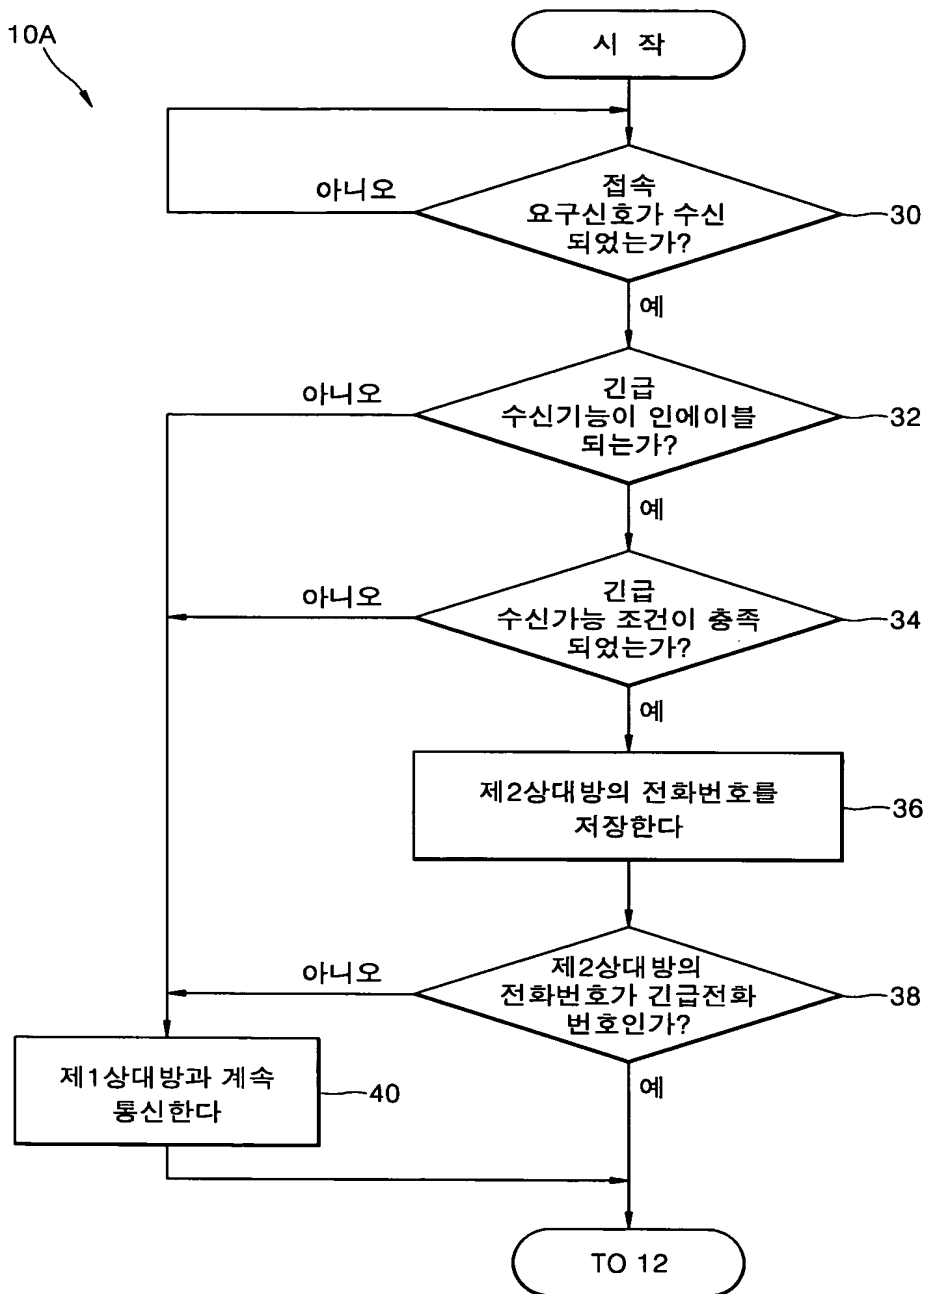 10A
시 작
아니오
접속
요구신호가 수신
되었는가?
30
예
아니오
긴급
수신기능이 인에이블
되는가?
32
예
아니오
긴급
수신가능 조건이 충족
되었는가?
34
예
제2상대방의 전화번호를
저장한다
36
아니오
제2상대방의
전화번호가 긴급전화
번호인가?
38
예
제1상대방과 계속
통신한다
40
TO 12